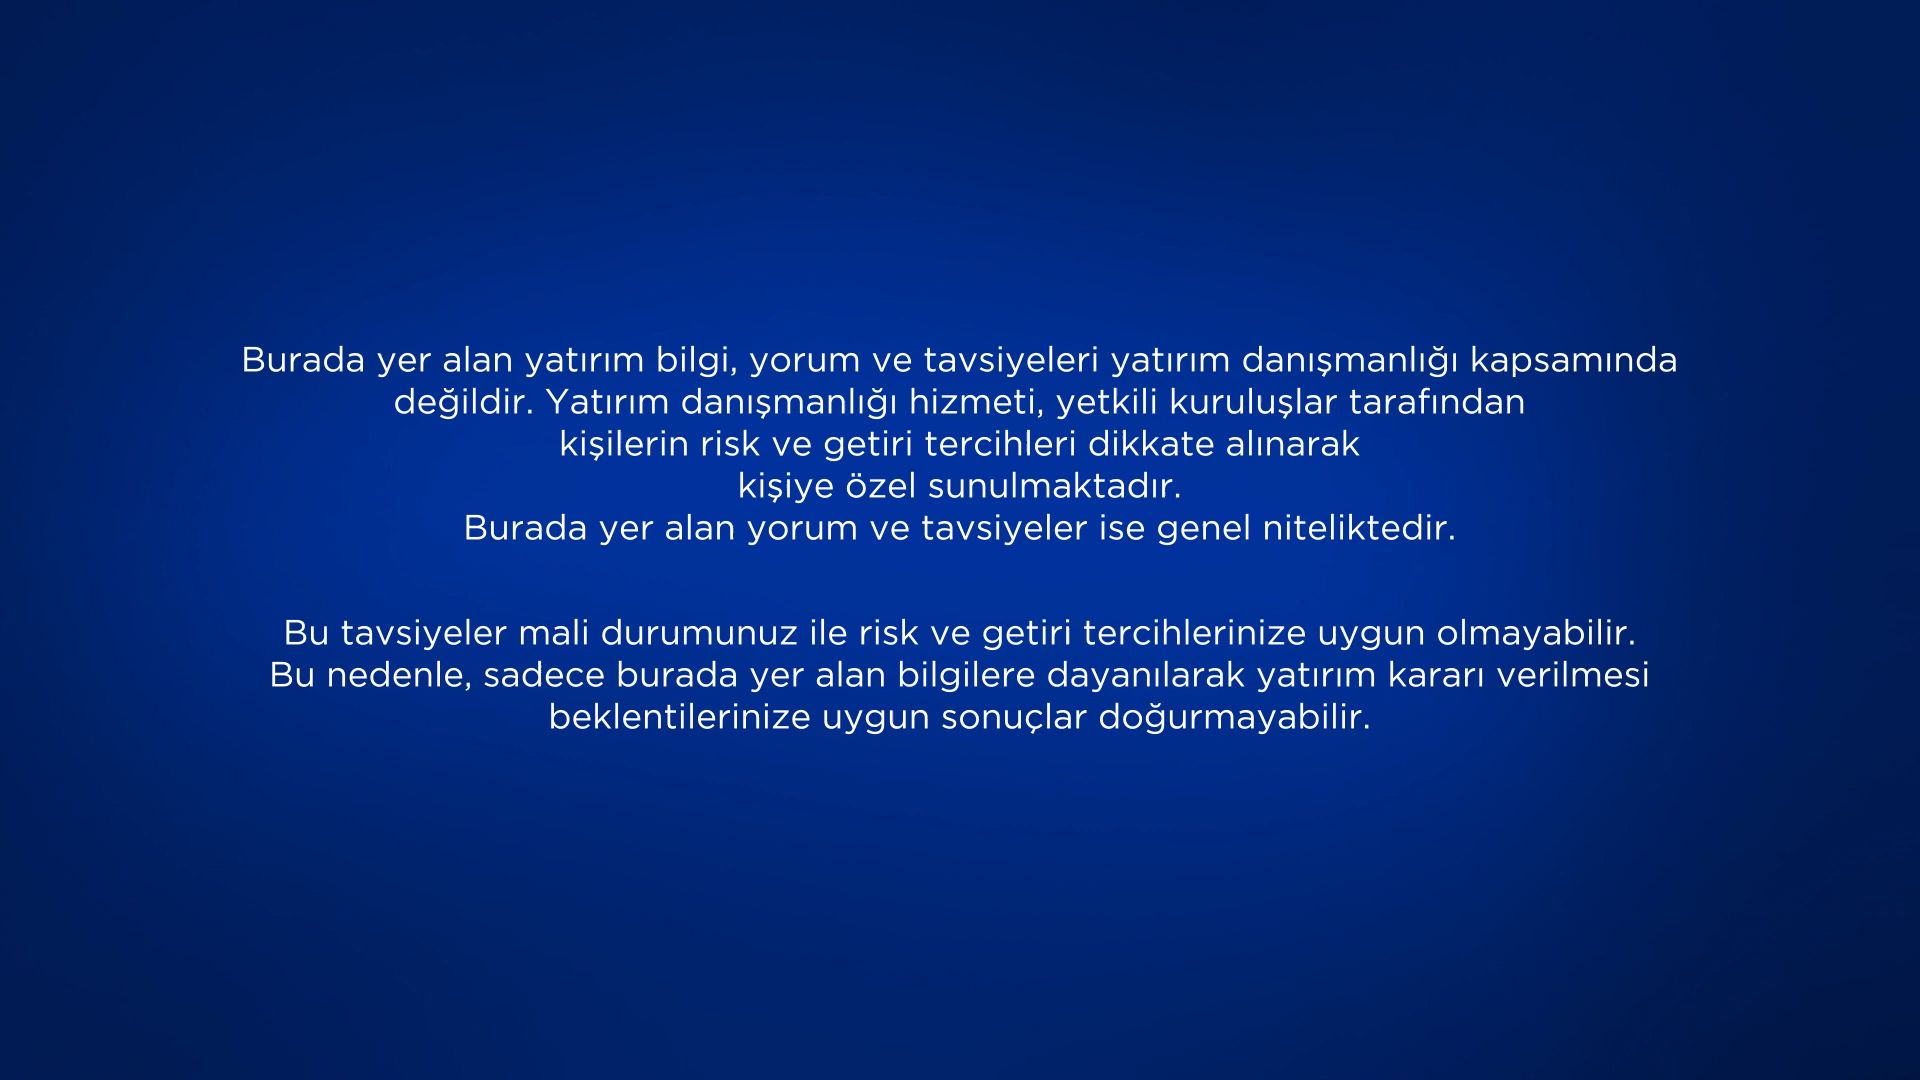 Burada yer alan yatırım bilgi, yorum ve tavsiyeleri yatırım danışmanlığı kapsamında
değildir. Yatırım danışmanlığı hizmeti, yetkili kuruluşlar tarafından
kişilerin risk ve getiri tercihleri dikkate alınarak
kişiye özel sunulmaktadır.
Burada yer alan yorum ve tavsiyeler ise genel niteliktedir.
Bu tavsiyeler mali durumunuz ile risk ve getiri tercihlerinize uygun olmayabilir.
Bu nedenle, sadece burada yer alan bilgilere dayanılarak yatırım kararı verilmesi
beklentilerinize uygun sonuçlar doğurmayabilir.